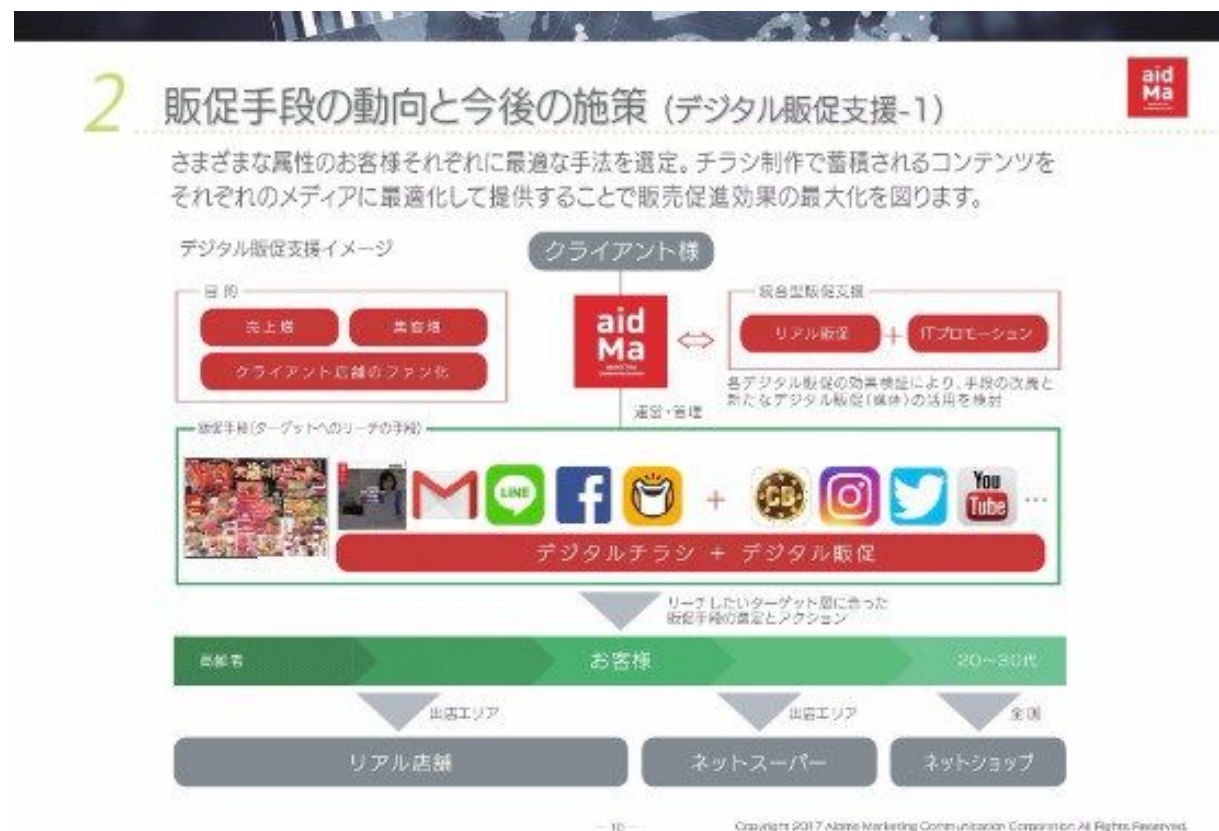 2 販促手段の動向と今後の施策 (デジタル販促支援-1)
aid
Ma
さまざまな属性のお客様それぞれに最適な手法を選定。チラシ制作で蓄積されるコンテンツを
それぞれのメディアに最適化して提供することで販売促進効果の最大化を図ります。
デジタル販促支援イメージ
クライアント様
目的
売上増
集客増
クライアント店舗のファン化
aid
Ma
統合型販促支援
リアル販促 + ITプロモーション
各デジタル販促の効果検証により、手段の改善と
新たなデジタル販促(媒体)の活用を検討
運営・管理
販促手段(ターゲットへのリーチの手段)
LINE
+
CB
You
Tube
…
デジタルチラシ + デジタル販促
リーチしたいターゲット層に合った
販促手段の選定とアクション
高齢者
お客様
20〜30代
出店エリア
出店エリア
全国
リアル店舗
ネットスーパー
ネットショップ
— 10 —
Copyright 2017 Aidma Marketing Communication Corporation All Rights Reserved.